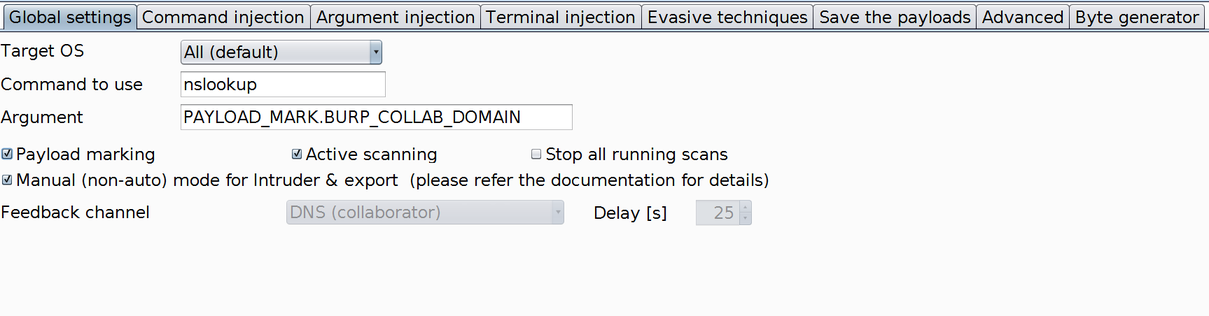 Global settings Command injection Argument injection Terminal injection Evasive techniques Save the payloads Advanced Byte generator
Target OS All (default)
Command to use nslookup
Argument PAYLOAD_MARK.BURP_COLLAB_DOMAIN
Payload marking Active scanning Stop all running scans
Manual (non-auto) mode for Intruder & export (please refer the documentation for details)
Feedback channel DNS (collaborator) Delay [s] 25